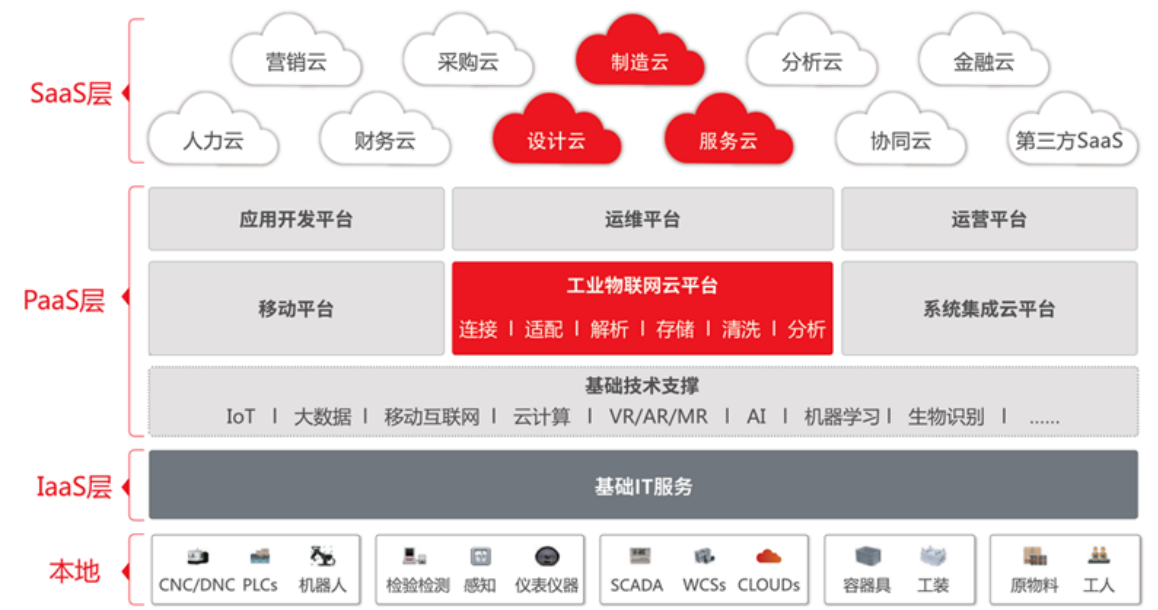 SaaS层
营销云 采购云 制造云 分析云 金融云
人力云 财务云 设计云 服务云 协同云 第三方SaaS
PaaS层
应用开发平台 运维平台 运营平台
移动平台
工业物联网云平台
连接 | 适配 | 解析 | 存储 | 清洗 | 分析
系统集成云平台
基础技术支撑
IoT | 大数据 | 移动互联网 | 云计算 | VR/AR/MR | AI | 机器学习 | 生物识别 | ......
IaaS层
基础IT服务
本地
CNC/DNC PLCs 机器人 检验检测 感知 仪表仪器 SCADA WCSs CLOUDs 容器具 工装 原物料 工人